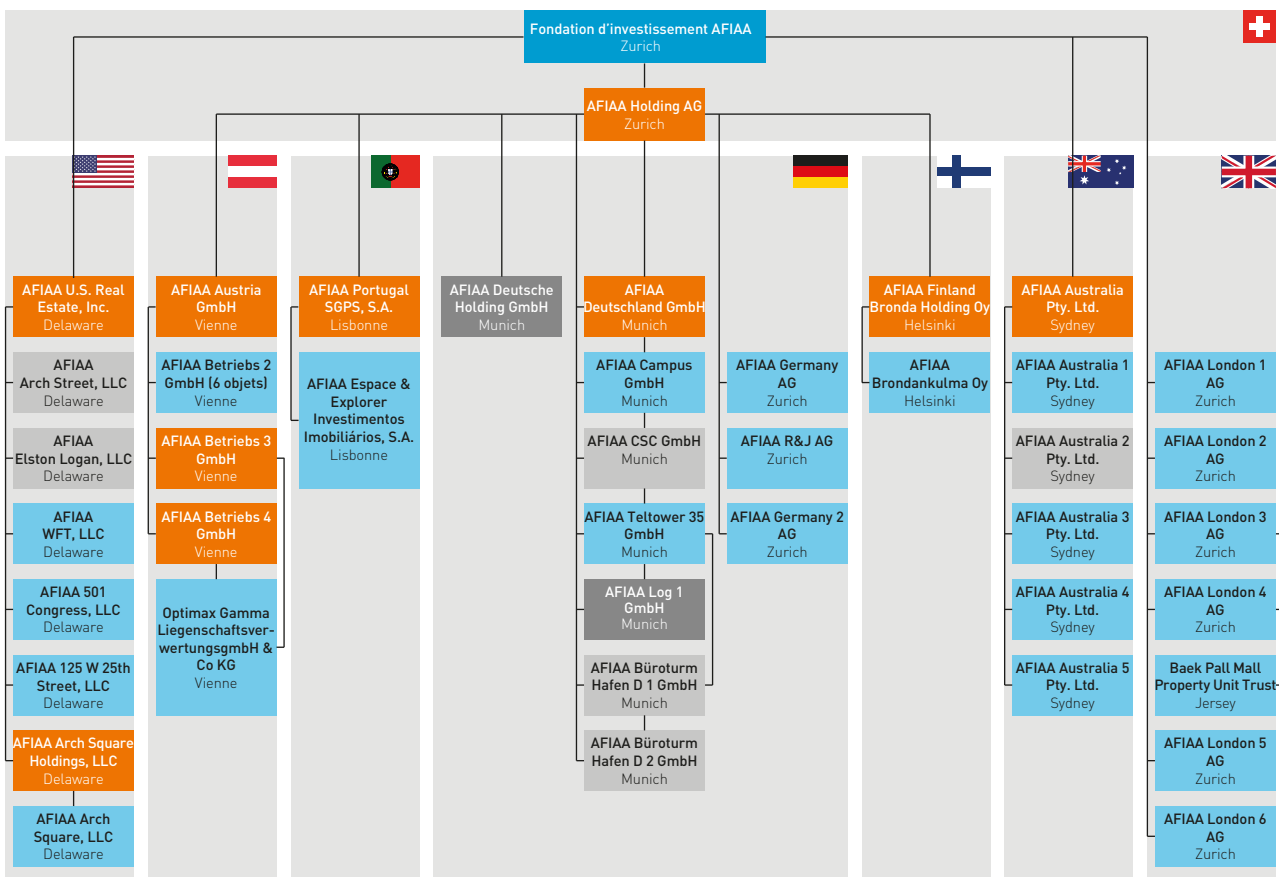 Fondation d'investissement AFIAA
Zurich
AFIAA Holding AG
Zurich
AFIAA U.S. Real
Estate, Inc.
Delaware
AFIAA
Arch Street, LLC
Delaware
AFIAA
Elston Logan, LLC
Delaware
AFIAA
WFT, LLC
Delaware
AFIAA 501
Congress, LLC
Delaware
AFIAA 125 W 25th
Street, LLC
Delaware
AFIAA Arch Square
Holdings, LLC
Delaware
AFIAA Arch
Square, LLC
Delaware
AFIAA Austria
GmbH
Vienne
AFIAA Betriebs 2
GmbH (6 objets)
Vienne
AFIAA Betriebs 3
GmbH
Vienne
AFIAA Betriebs 4
GmbH
Vienne
Optimax Gamma
Liegenschaftsver-
wertungsgmbH &
Co KG
Vienne
AFIAA Portugal
SGPS, S.A.
Lisbonne
AFIAA Espace &
Explorer
Investimentos
Imobiliários, S.A.
Lisbonne
AFIAA Deutsche
Holding GmbH
Munich
AFIAA
Deutschland GmbH
Munich
AFIAA Campus
GmbH
Munich
AFIAA CSC GmbH
Munich
AFIAA Teltower 35
GmbH
Munich
AFIAA Log 1
GmbH
Munich
AFIAA Büroturm
Hafen D 1 GmbH
Munich
AFIAA Büroturm
Hafen D 2 GmbH
Munich
AFIAA Germany
AG
Zurich
AFIAA R&J AG
Zurich
AFIAA Germany 2
AG
Zurich
AFIAA Finland
Bronda Holding Oy
Helsinki
AFIAA
Brondankulma Oy
Helsinki
AFIAA Australia
Pty. Ltd.
Sydney
AFIAA Australia 1
Pty. Ltd.
Sydney
AFIAA Australia 2
Pty. Ltd.
Sydney
AFIAA Australia 3
Pty. Ltd.
Sydney
AFIAA Australia 4
Pty. Ltd.
Sydney
AFIAA Australia 5
Pty. Ltd.
Sydney
AFIAA London 1
AG
Zurich
AFIAA London 2
AG
Zurich
AFIAA London 3
AG
Zurich
AFIAA London 4
AG
Zurich
Baek Pall Mall
Property Unit Trust
Jersey
AFIAA London 5
AG
Zurich
AFIAA London 6
AG
Zurich